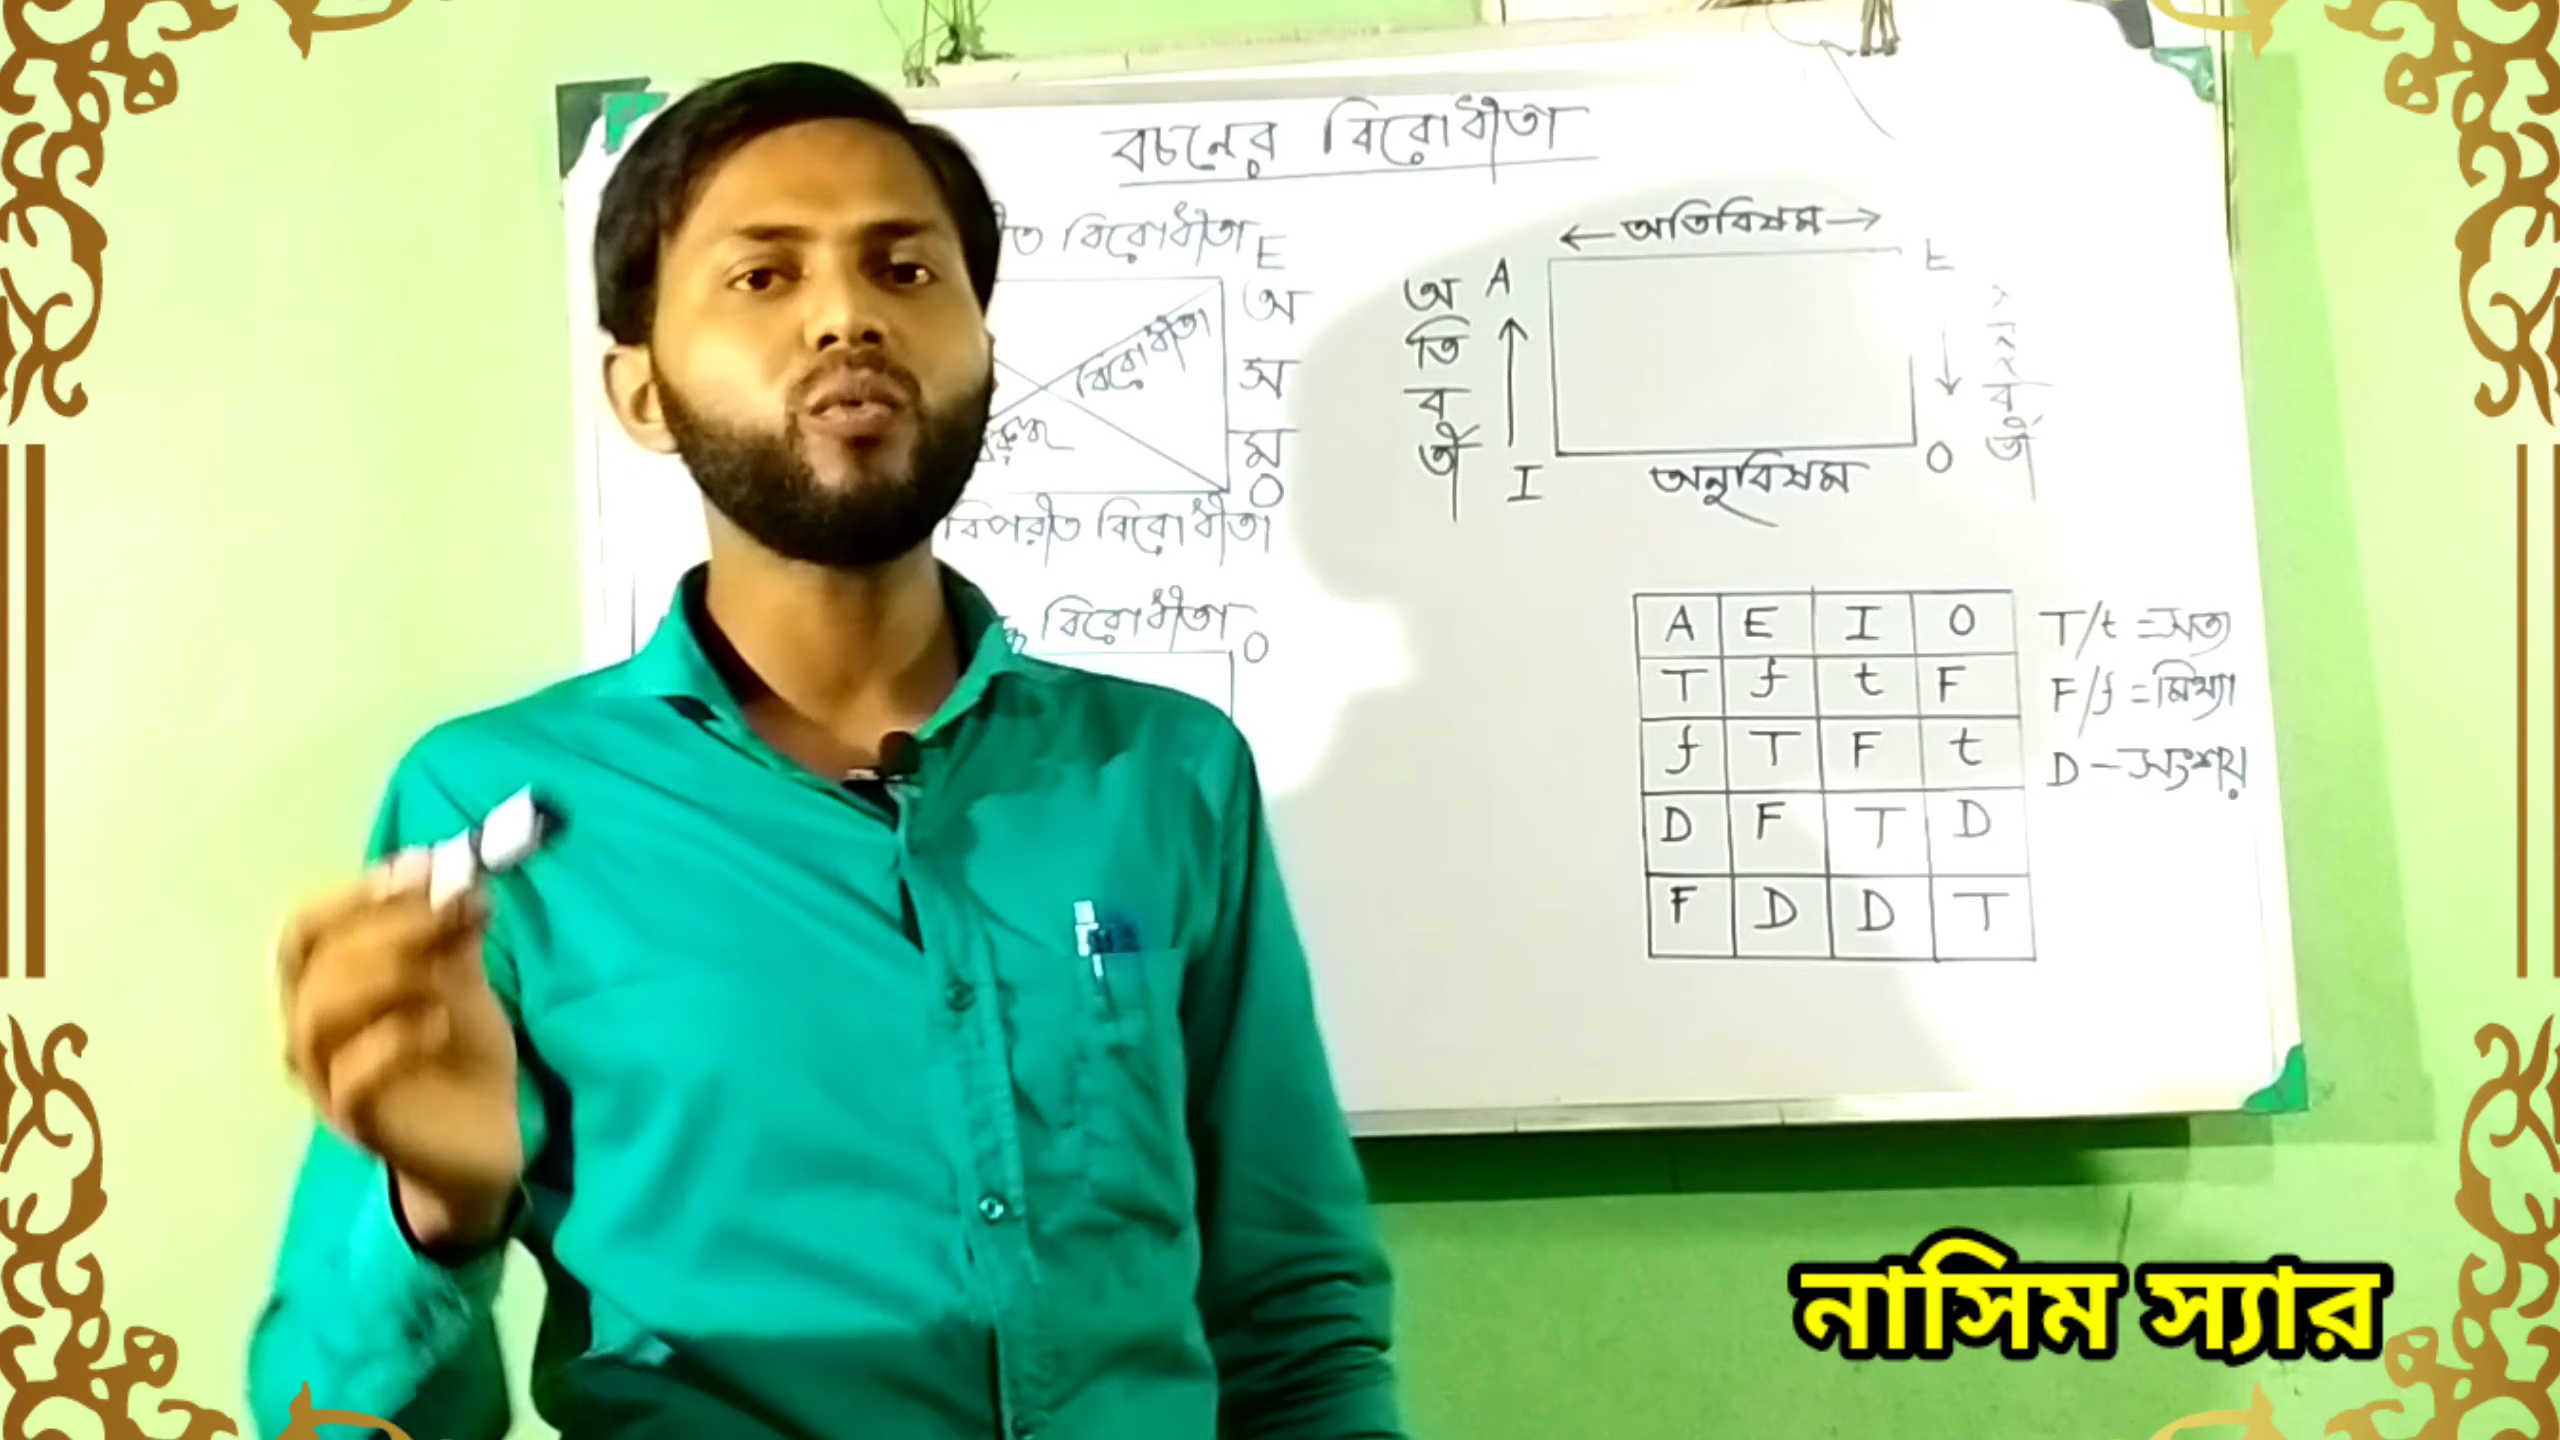 বচনের বিরোধীতা
বিরোধীতা E
অ
স
ম
O
বিরোধীতা
বিপরীত বিরোধীতা
বিরোধীতা O
←অতিবিষম→
A E
অ
তি
ব
র্তী
I O
ব
র্তী
অনুবিষম
A E I O
T f t F
f T F t
D F T D
F D D T
T/t =সত্য
F/f =মিথ্যা
D – সংশয়
নাসিম স্যার